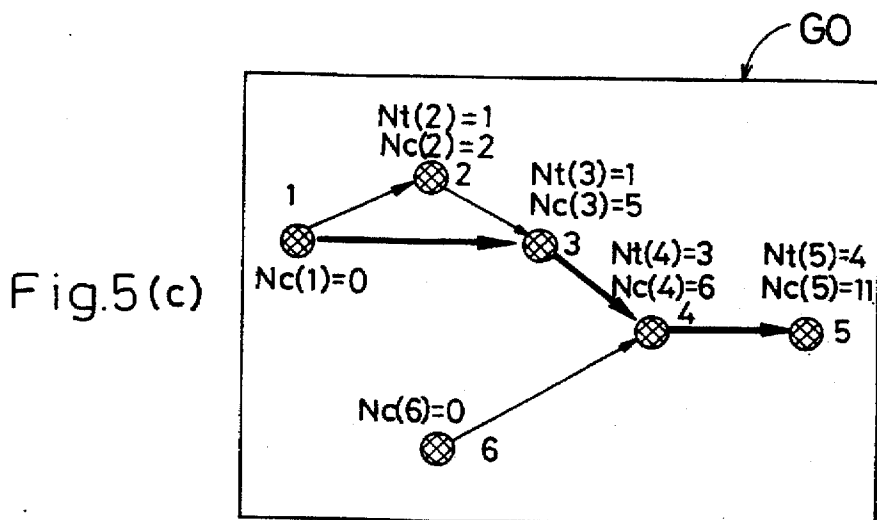 GO
Nt(2)=1
Nc(2)=2
2
1
Nt(3)=1
Nc(3)=5
3
Nc(1)=0
Nt(4)=3
Nc(4)=6
4
Nt(5)=4
Nc(5)=11
5
Fig.5(c)
Nc(6)=0
6